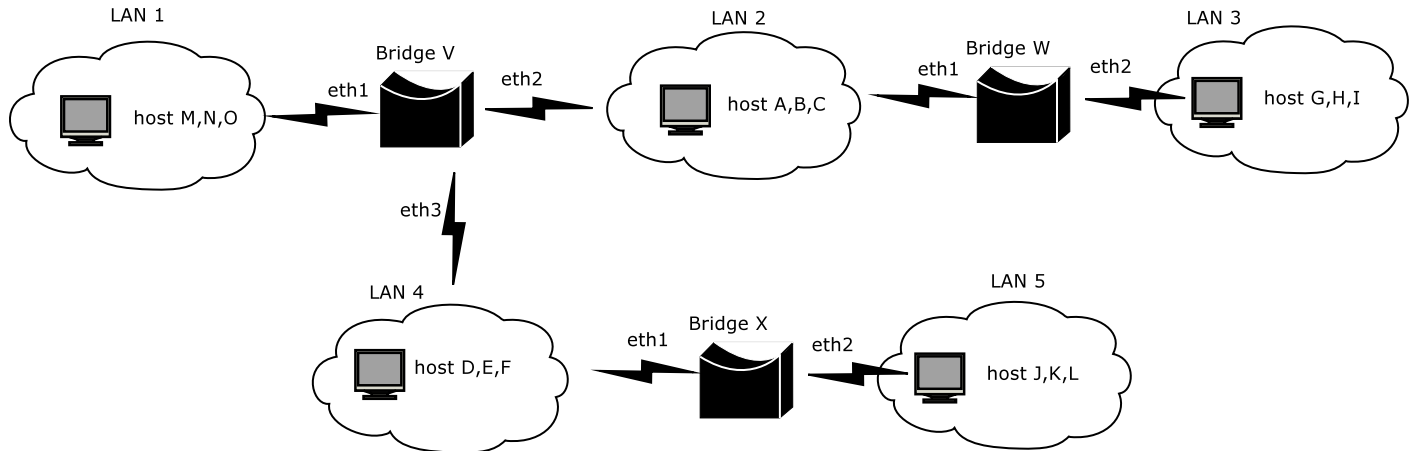 LAN 1
LAN 2
LAN 3
Bridge V
Bridge W
eth1
eth2
eth1
eth2
host M,N,O
host A,B,C
host G,H,I
eth3
LAN 4
LAN 5
Bridge X
eth1
eth2
host D,E,F
host J,K,L